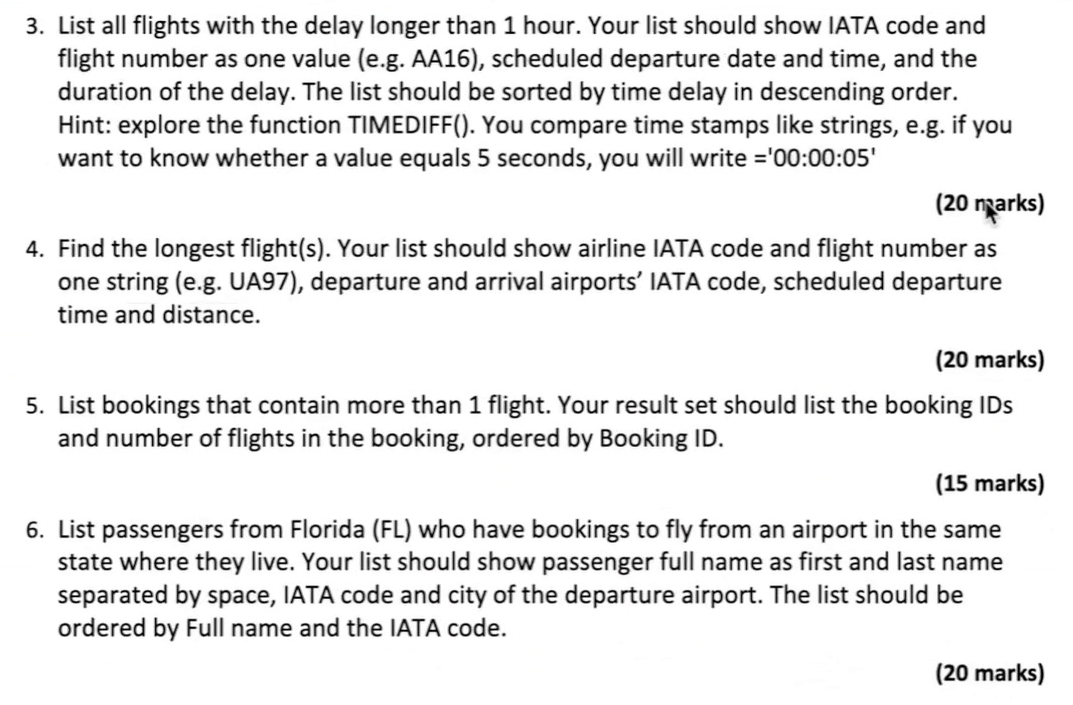 3. List all flights with the delay longer than 1 hour. Your list should show IATA code and
flight number as one value (e.g. AA16), scheduled departure date and time, and the
duration of the delay. The list should be sorted by time delay in descending order.
Hint: explore the function TIMEDIFF(). You compare time stamps like strings, e.g. if you
want to know whether a value equals 5 seconds, you will write ='00:00:05'
(20 marks)
4. Find the longest flight(s). Your list should show airline IATA code and flight number as
one string (e.g. UA97), departure and arrival airports’ IATA code, scheduled departure
time and distance.
(20 marks)
5. List bookings that contain more than 1 flight. Your result set should list the booking IDs
and number of flights in the booking, ordered by Booking ID.
(15 marks)
6. List passengers from Florida (FL) who have bookings to fly from an airport in the same
state where they live. Your list should show passenger full name as first and last name
separated by space, IATA code and city of the departure airport. The list should be
ordered by Full name and the IATA code.
(20 marks)